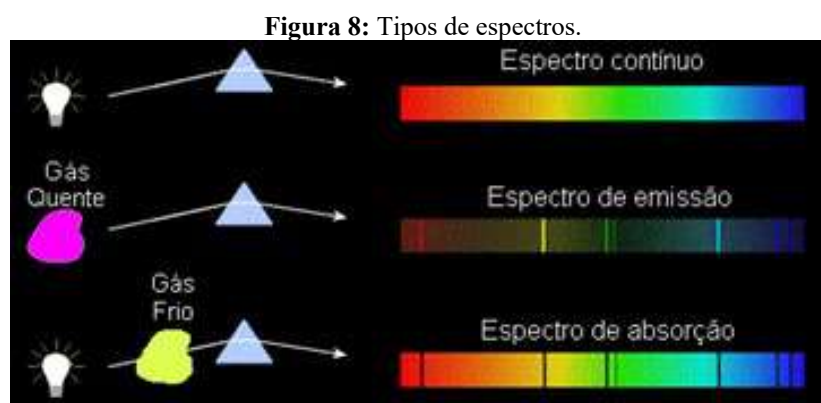 Figura 8: Tipos de espectros.
Espectro contínuo
Gás
Quente
Espectro de emissão
Gás
Frio
Espectro de absorção